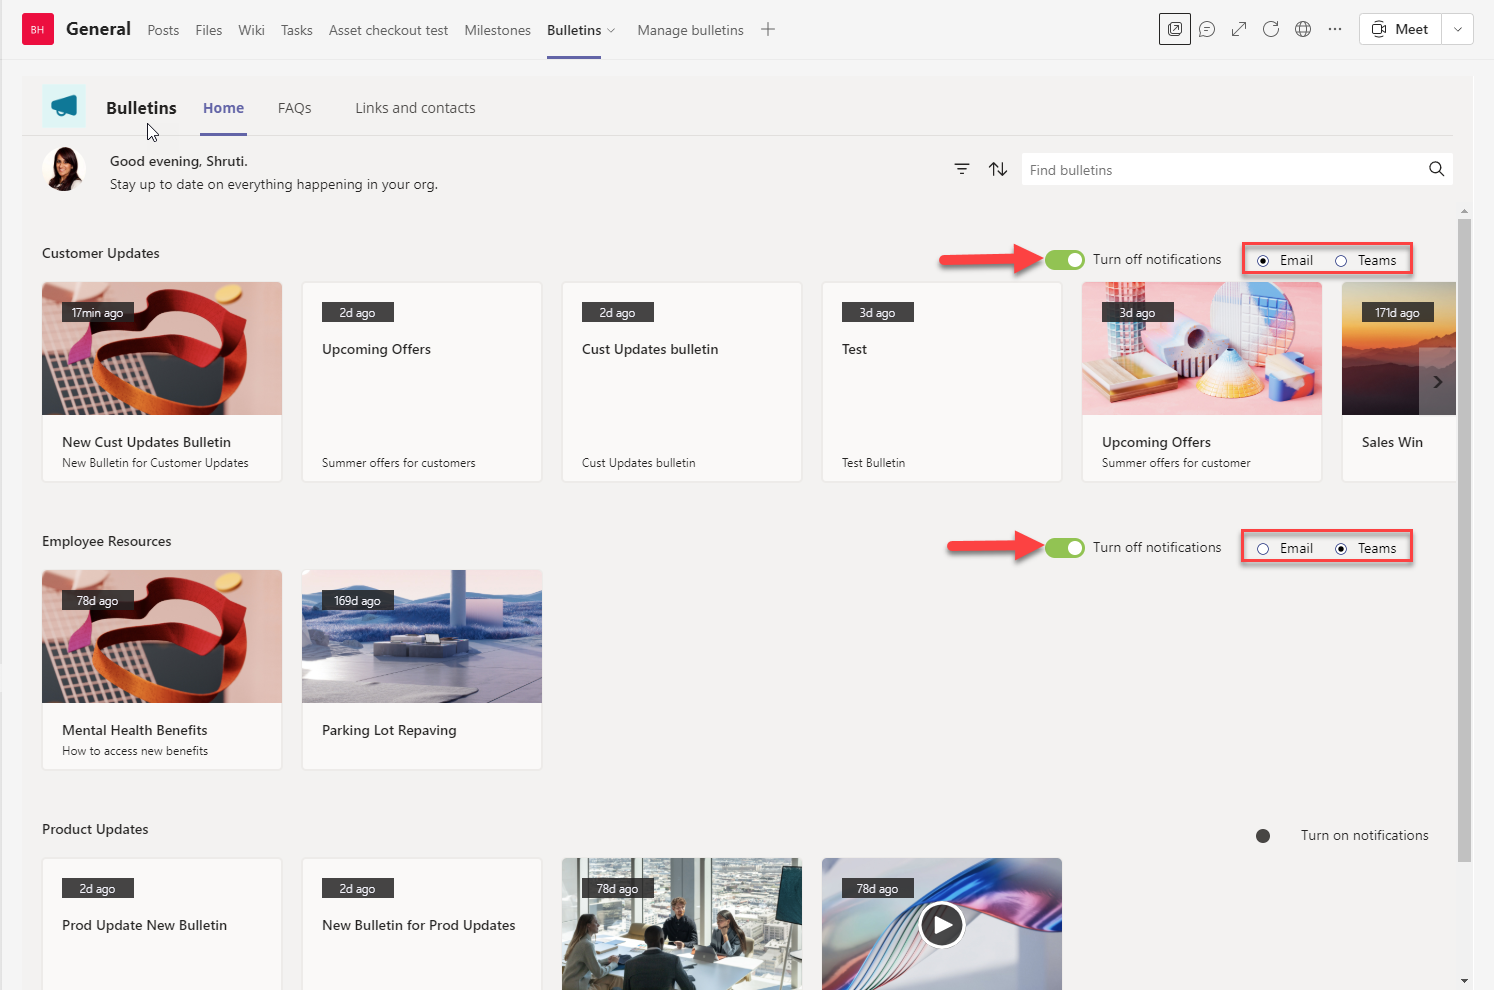 BH General Posts Files Wiki Tasks Asset checkout test Milestones Bulletins Manage bulletins Meet
Bulletins Home FAQs Links and contacts
Good evening, Shruti.
Stay up to date on everything happening in your org.
Find bulletins
Customer Updates Turn off notifications Email Teams
17min ago 2d ago 2d ago 3d ago 3d ago 171d ago
Upcoming Offers Cust Updates bulletin Test
New Cust Updates Bulletin Upcoming Offers Sales Win
New Bulletin for Customer Updates Summer offers for customers Cust Updates bulletin Test Bulletin Summer offers for customer
Employee Resources Turn off notifications Email Teams
78d ago 169d ago
Mental Health Benefits Parking Lot Repaving
How to access new benefits
Product Updates Turn on notifications
2d ago 2d ago 78d ago 78d ago
Prod Update New Bulletin New Bulletin for Prod Updates